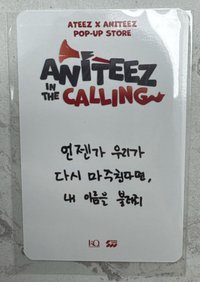 ATEEZ X ANITEEZ
POP-UP STORE
ANITEEZ
IN THE
CALLING
언젠가 우리가
다시 마주친다면,
내 이름을 불러줘
KQ